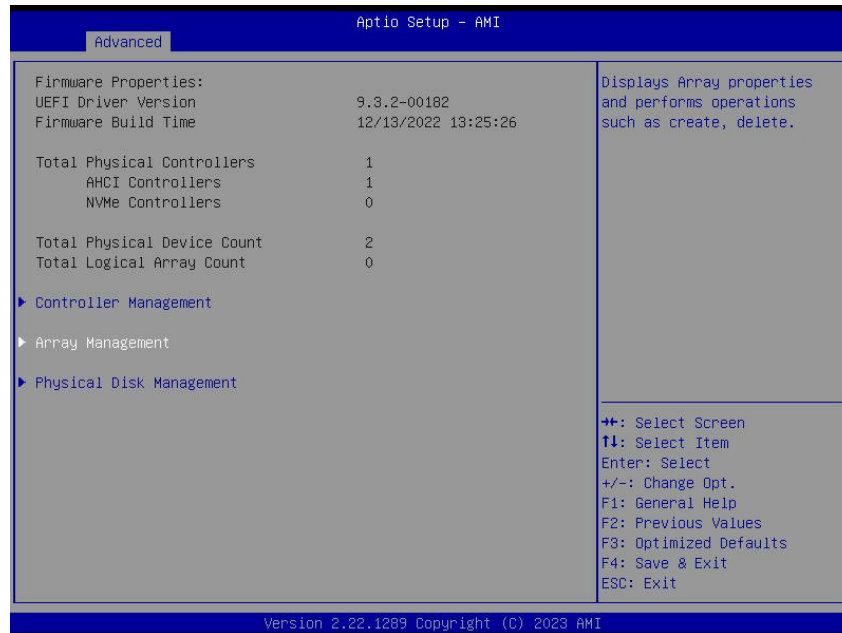 Aptio Setup - AMI
Advanced
Firmware Properties:
UEFI Driver Version 9.3.2-00182
Firmware Build Time 12/13/2022 13:25:26
Total Physical Controllers 1
AHCI Controllers 1
NVMe Controllers 0
Total Physical Device Count 2
Total Logical Array Count 0
Controller Management
Array Management
Physical Disk Management
Displays Array properties
and performs operations
such as create, delete.
→←: Select Screen
↑↓: Select Item
Enter: Select
+/-: Change Opt.
F1: General Help
F2: Previous Values
F3: Optimized Defaults
F4: Save & Exit
ESC: Exit
Version 2.22.1289 Copyright (C) 2023 AMI